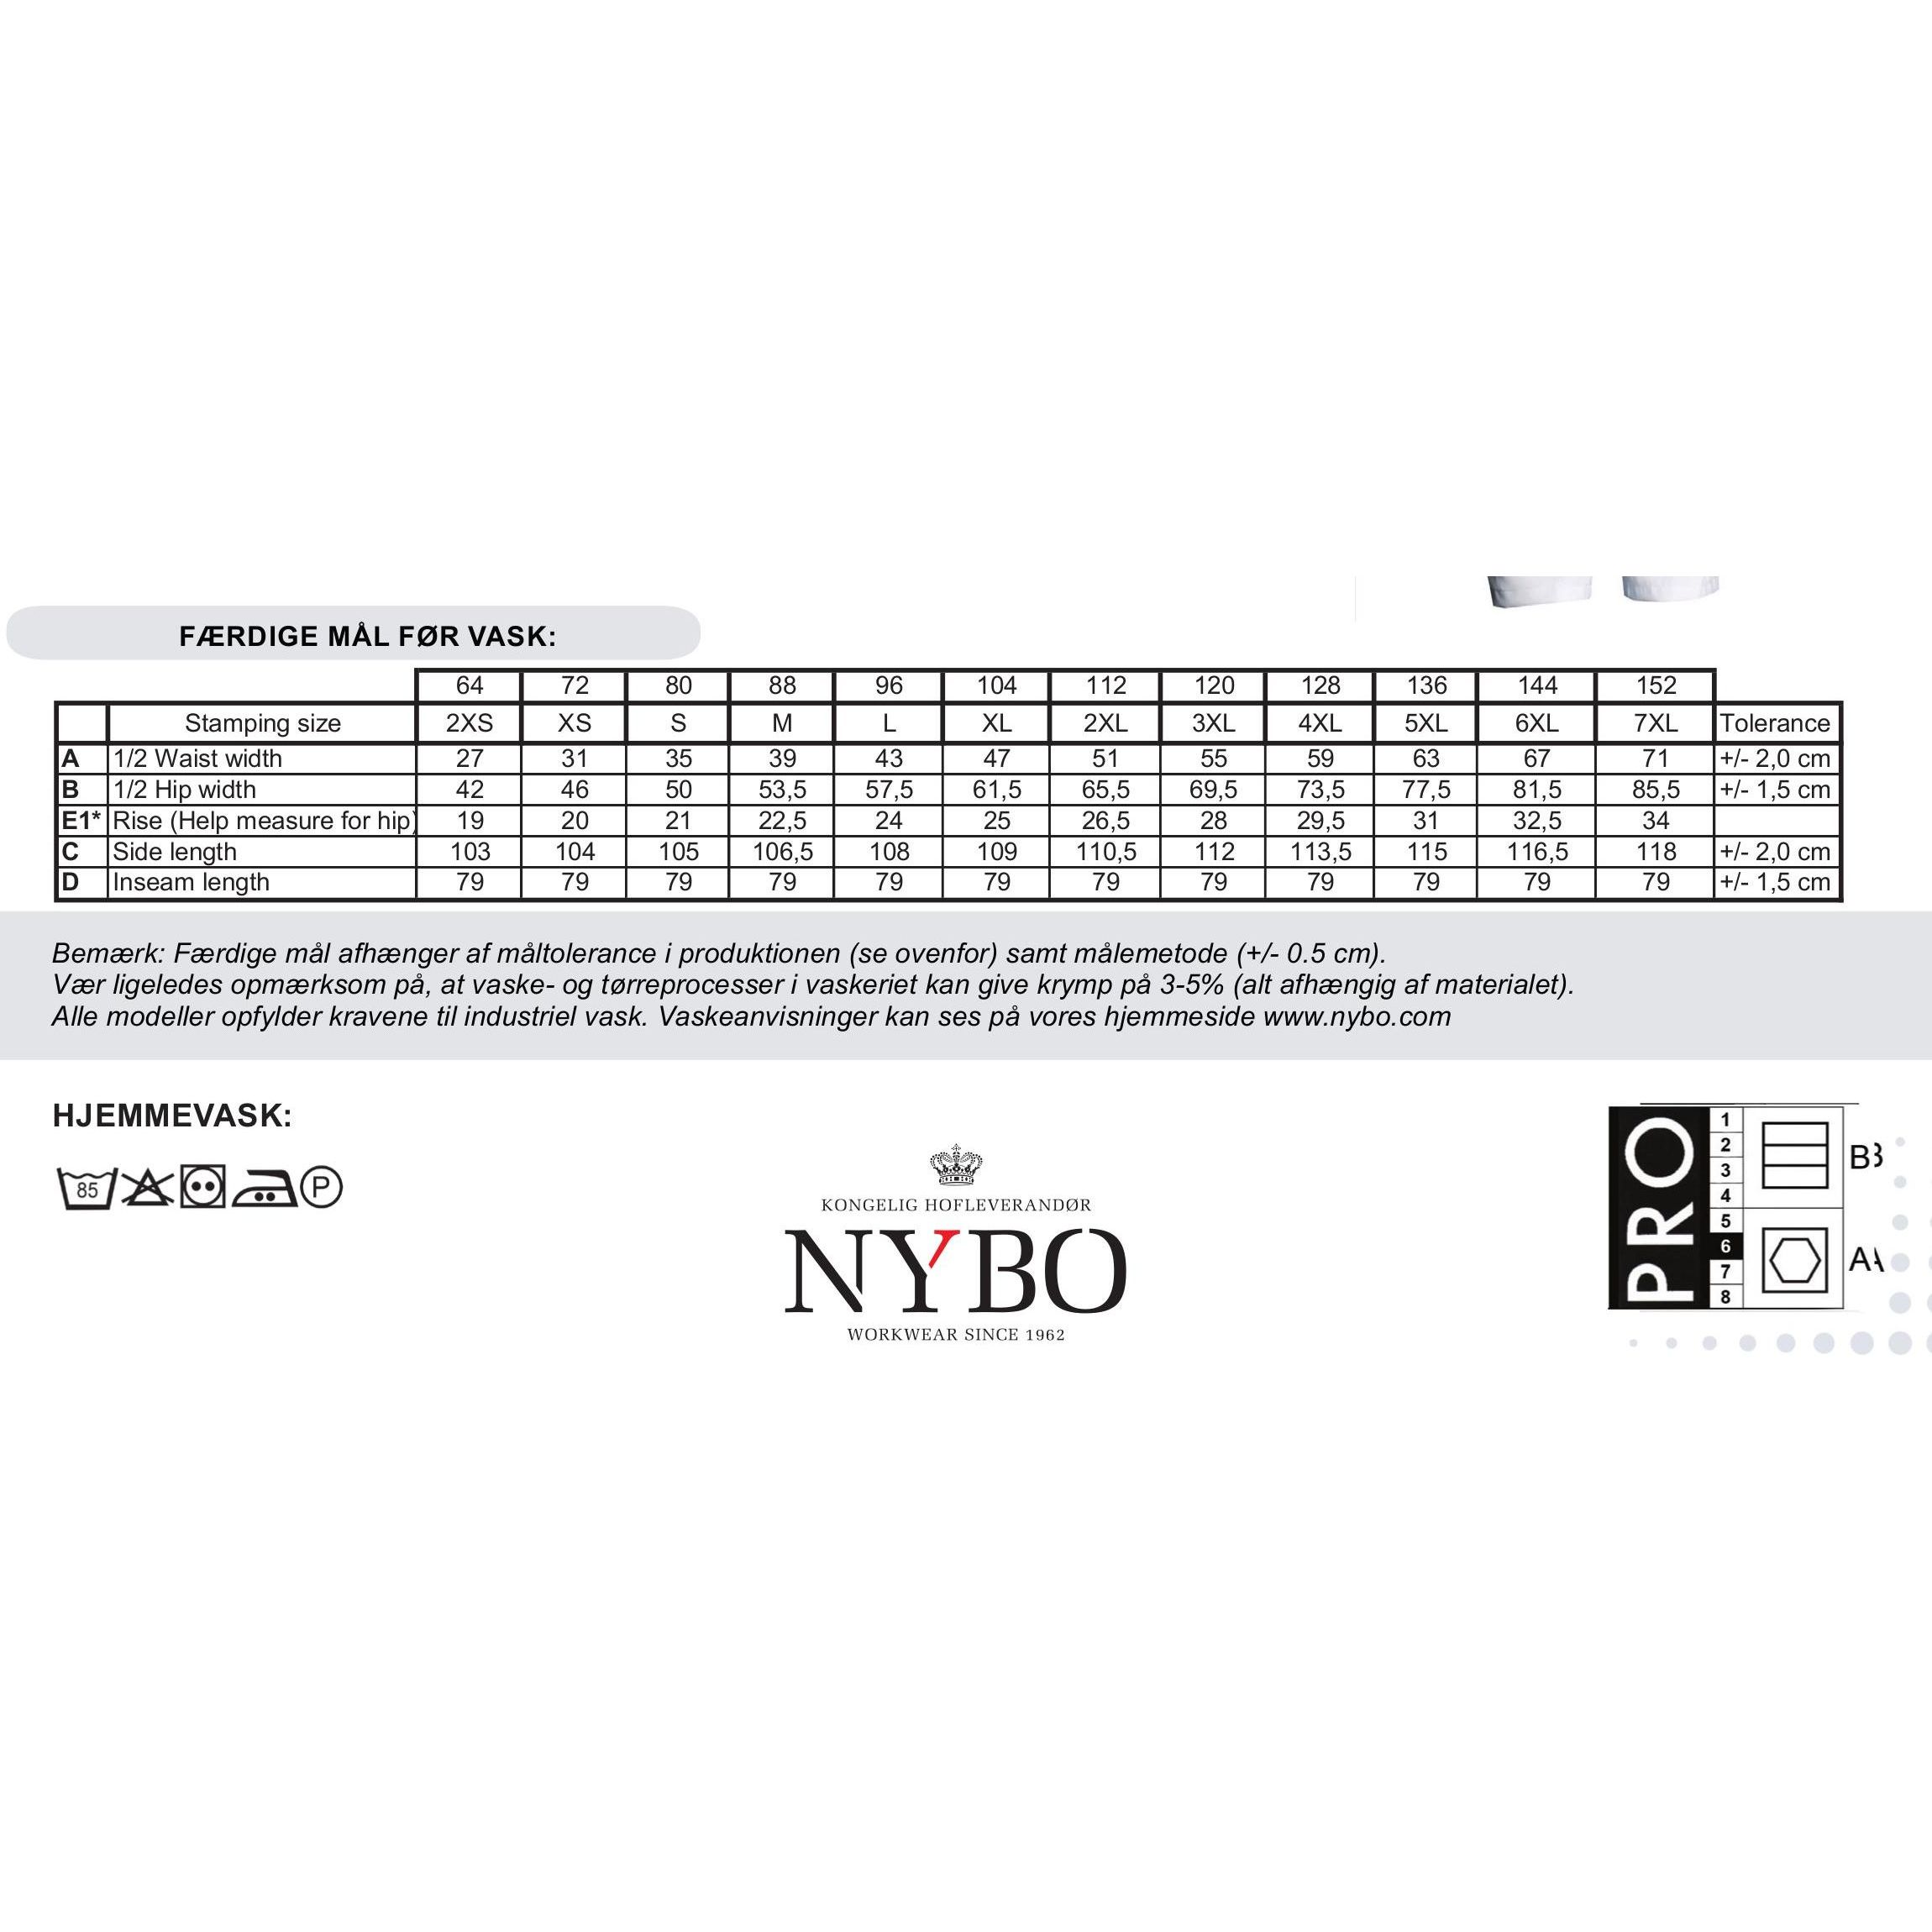 FÆRDIGE MÅL FØR VASK:
64 72 80 88 96 104 112 120 128 136 144 152
Stamping size 2XS XS S M L XL 2XL 3XL 4XL 5XL 6XL 7XL Tolerance
A 1/2 Waist width 27 31 35 39 43 47 51 55 59 63 67 71 +/- 2,0 cm
B 1/2 Hip width 42 46 50 53,5 57,5 61,5 65,5 69,5 73,5 77,5 81,5 85,5 +/- 1,5 cm
E1* Rise (Help measure for hip) 19 20 21 22,5 24 25 26,5 28 29,5 31 32,5 34
C Side length 103 104 105 106,5 108 109 110,5 112 113,5 115 116,5 118 +/- 2,0 cm
D Inseam length 79 79 79 79 79 79 79 79 79 79 79 79 +/- 1,5 cm
Bemærk: Færdige mål afhænger af måltolerance i produktionen (se ovenfor) samt målemetode (+/- 0.5 cm).
Vær ligeledes opmærksom på, at vaske- og tørreprocesser i vaskeriet kan give krymp på 3-5% (alt afhængig af materialet).
Alle modeller opfylder kravene til industriel vask. Vaskeanvisninger kan ses på vores hjemmeside www.nybo.com
HJEMMEVASK:
85 P
KONGELIG HOFLEVERANDØR
NYBO
WORKWEAR SINCE 1962
PRO
1
2
3
4
5
6
7
8
B
A